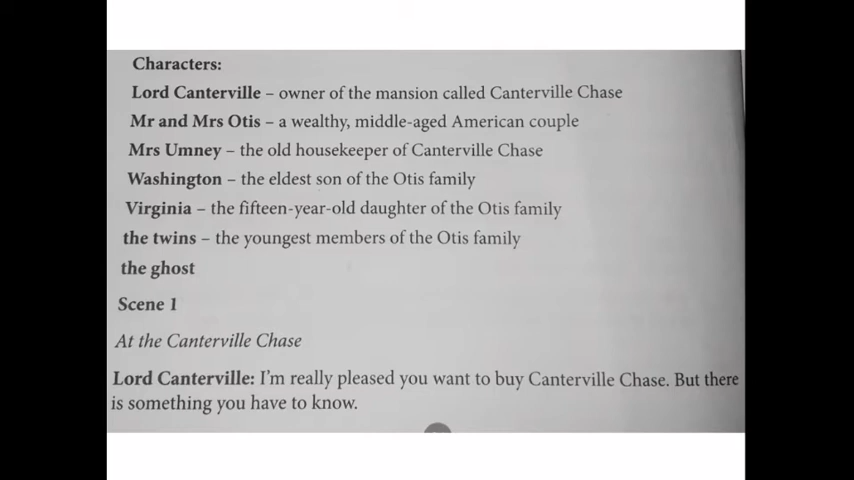 Characters:
Lord Canterville – owner of the mansion called Canterville Chase
Mr and Mrs Otis – a wealthy, middle-aged American couple
Mrs Umney – the old housekeeper of Canterville Chase
Washington – the eldest son of the Otis family
Virginia – the fifteen-year-old daughter of the Otis family
the twins – the youngest members of the Otis family
the ghost
Scene 1
At the Canterville Chase
Lord Canterville: I'm really pleased you want to buy Canterville Chase. But there
is something you have to know.